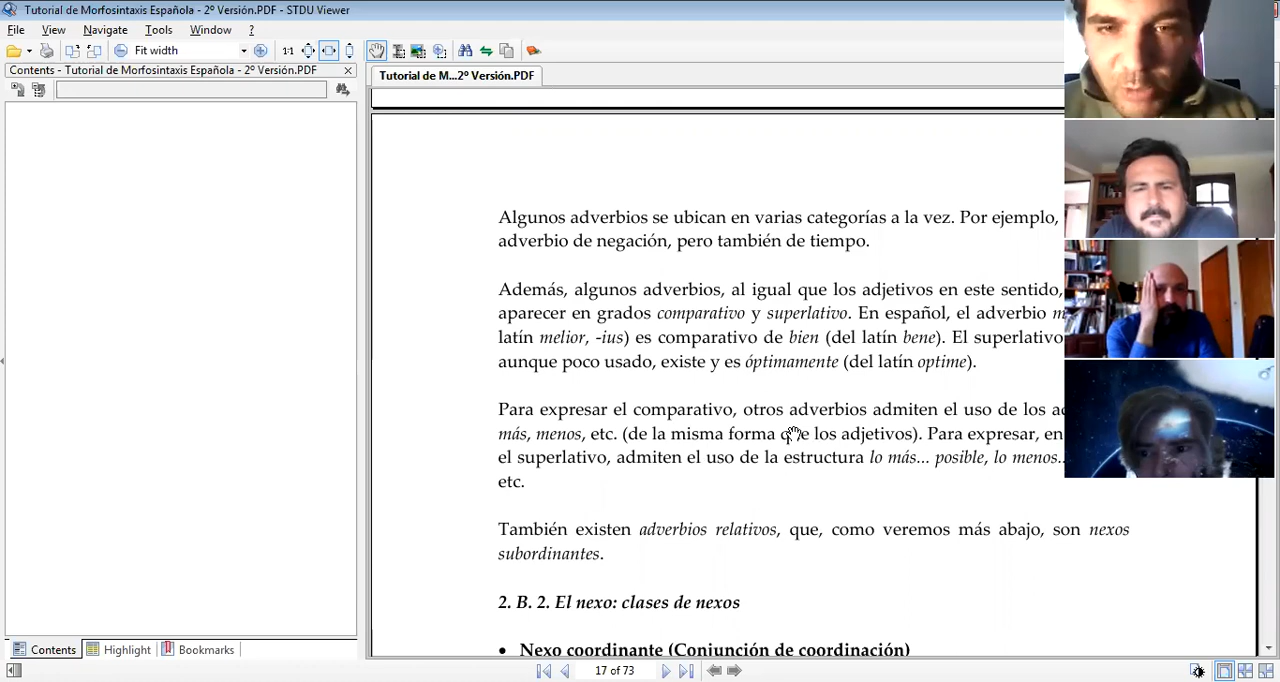 Tutorial de Morfosintaxis Española - 2º Versión.PDF - STDU Viewer
File View Navigate Tools Window ?
Fit width 1:1
Contents - Tutorial de Morfosintaxis Española - 2º Versión.PDF
Tutorial de M...2º Versión.PDF
Algunos adverbios se ubican en varias categorías a la vez. Por ejemplo,
adverbio de negación, pero también de tiempo.
Además, algunos adverbios, al igual que los adjetivos en este sentido,
aparecer en grados comparativo y superlativo. En español, el adverbio
latín melior, -ius) es comparativo de bien (del latín bene). El superlativo
aunque poco usado, existe y es óptimamente (del latín optime).
Para expresar el comparativo, otros adverbios admiten el uso de los
más, menos, etc. (de la misma forma que los adjetivos). Para expresar, en
el superlativo, admiten el uso de la estructura lo más... posible, lo menos...
etc.
También existen adverbios relativos, que, como veremos más abajo, son nexos
subordinantes.
2. B. 2. El nexo: clases de nexos
• Nexo coordinante (Conjunción de coordinación)
Contents Highlight Bookmarks
17 of 73